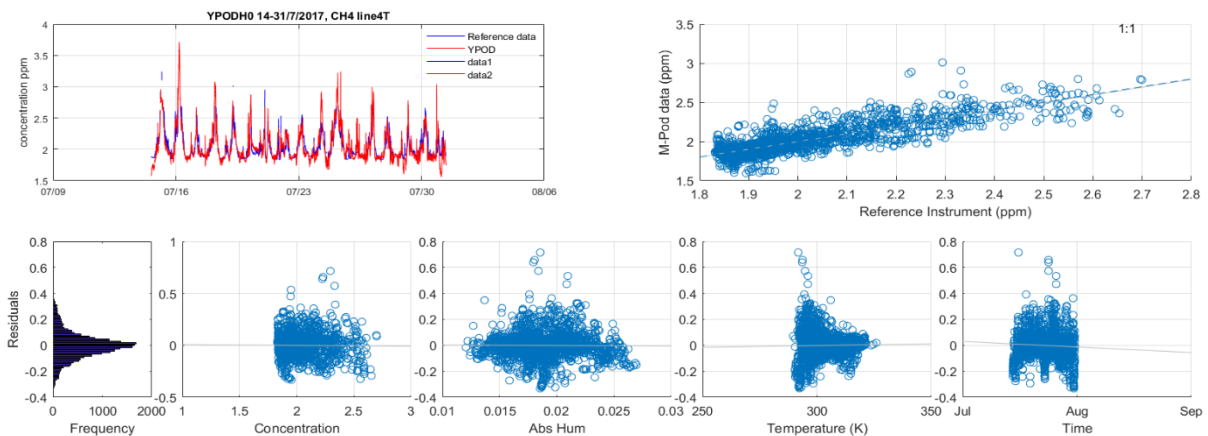 YPODH0 14-31/7/2017, CH4 line4T
concentration ppm
4
3.5
3
2.5
2
1.5
07/09 07/16 07/23 07/30 08/06
Reference data
YPOD
data1
data2
M-Pod data (ppm)
3.5
3
2.5
2
1.5
1:1
1.8 1.9 2 2.1 2.2 2.3 2.4 2.5 2.6 2.7 2.8
Reference Instrument (ppm)
Residuals
0.8
0.6
0.4
0.2
0
-0.2
-0.4
0 1000 2000
Frequency
1
0.5
0
-0.5
1 1.5 2 2.5 3
Concentration
0.8
0.6
0.4
0.2
0
-0.2
-0.4
0.01 0.015 0.02 0.025 0.03
Abs Hum
0.8
0.6
0.4
0.2
0
-0.2
-0.4
250 300 350
Temperature (K)
0.8
0.6
0.4
0.2
0
-0.2
-0.4
Jul Aug Sep
Time